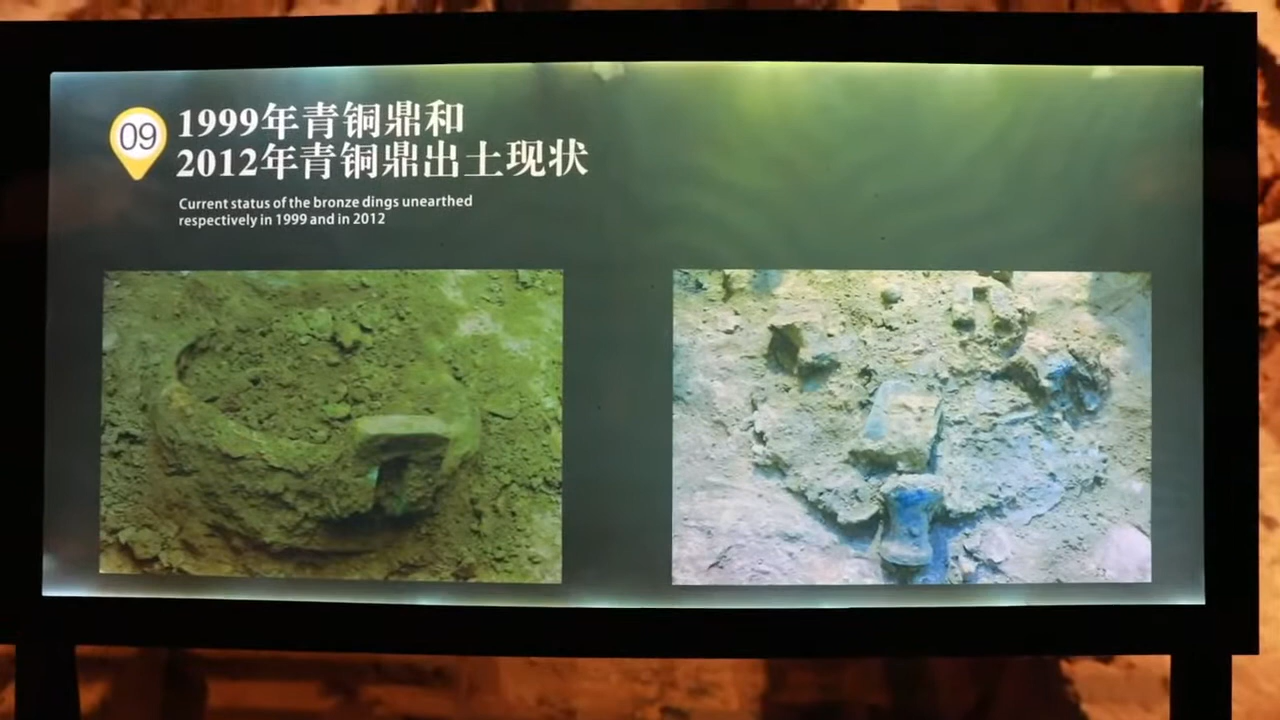 09
1999年青铜鼎和
2012年青铜鼎出土现状
Current status of the bronze dings unearthed
respectively in 1999 and in 2012